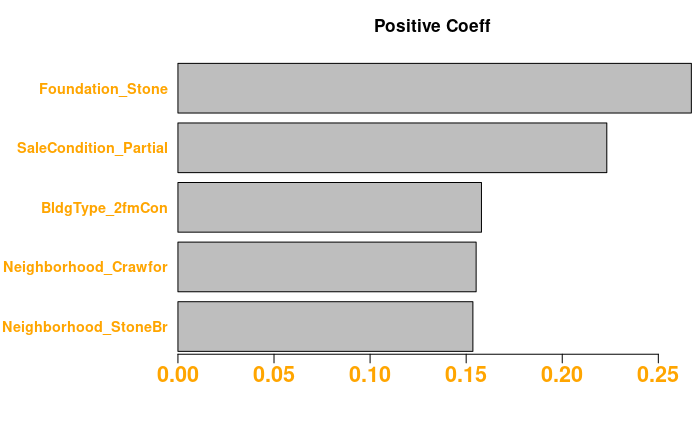 Positive Coeff
Foundation_Stone
SaleCondition_Partial
BldgType_2fmCon
Neighborhood_Crawfor
Neighborhood_StoneBr
0.00 0.05 0.10 0.15 0.20 0.25